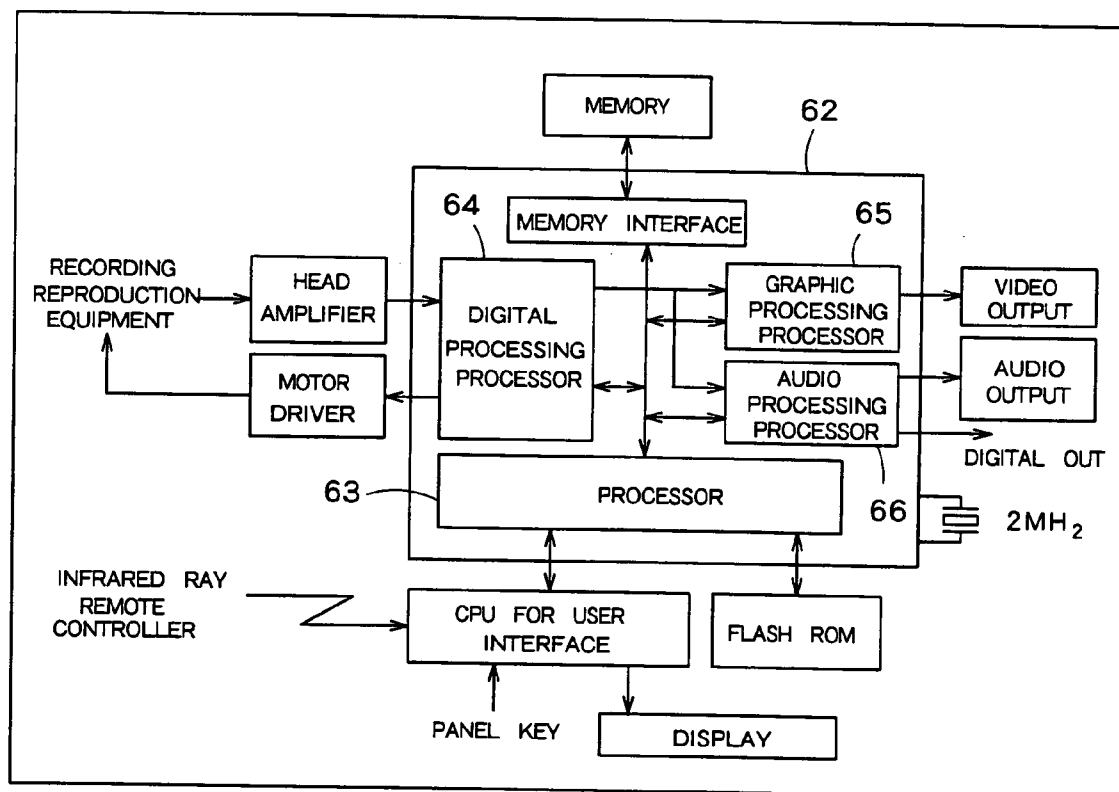 MEMORY
62
64
MEMORY INTERFACE
65
RECORDING
REPRODUCTION
EQUIPMENT
HEAD
AMPLIFIER
DIGITAL
PROCESSING
PROCESSOR
GRAPHIC
PROCESSING
PROCESSOR
VIDEO
OUTPUT
MOTOR
DRIVER
AUDIO
PROCESSING
PROCESSOR
AUDIO
OUTPUT
DIGITAL OUT
63
PROCESSOR
66
2MH₂
INFRARED RAY
REMOTE
CONTROLLER
CPU FOR USER
INTERFACE
FLASH ROM
PANEL KEY
DISPLAY